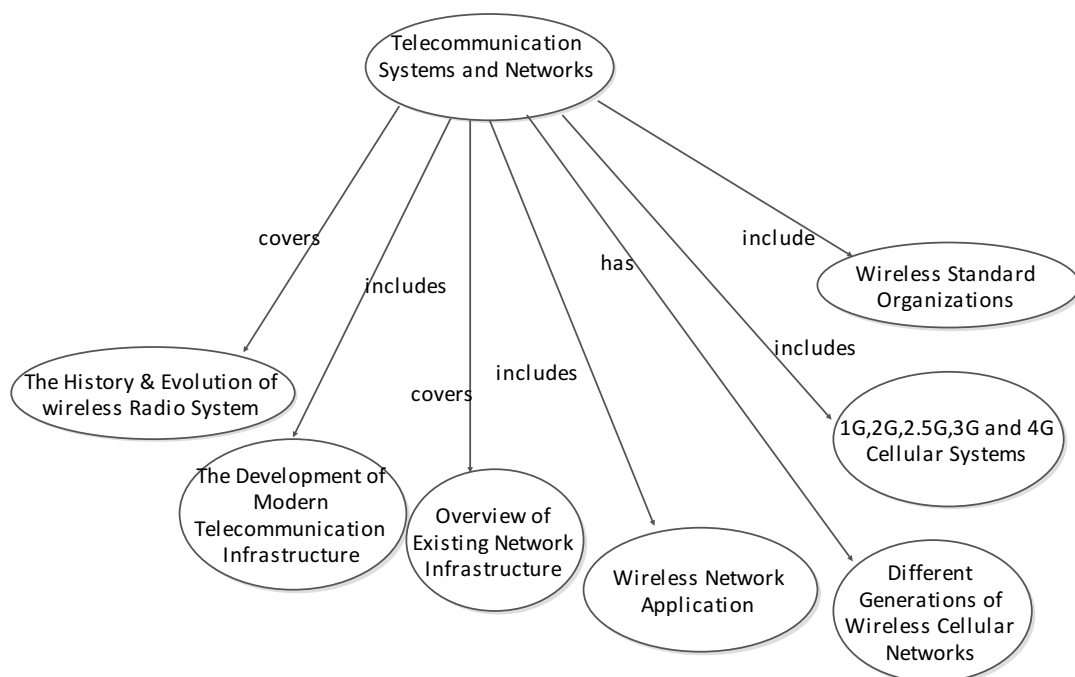 Telecommunication
Systems and Networks
covers
includes
covers
includes
has
includes
include
The History & Evolution of
wireless Radio System
The Development of
Modern
Telecommunication
Infrastructure
Overview of
Existing Network
Infrastructure
Wireless Network
Application
Different
Generations of
Wireless Cellular
Networks
1G,2G,2.5G,3G and 4G
Cellular Systems
Wireless Standard
Organizations